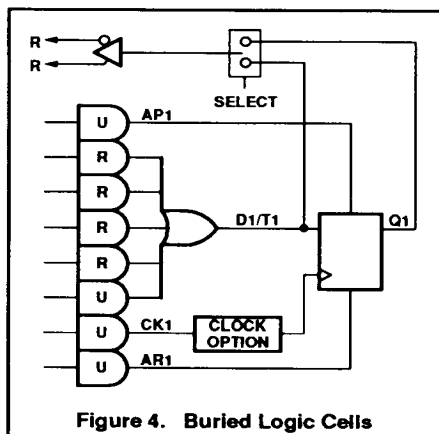 R
R
SELECT
U AP1
R
R
R D1/T1 Q1
R
U
U CK1 CLOCK OPTION
U AR1
Figure 4. Buried Logic Cells